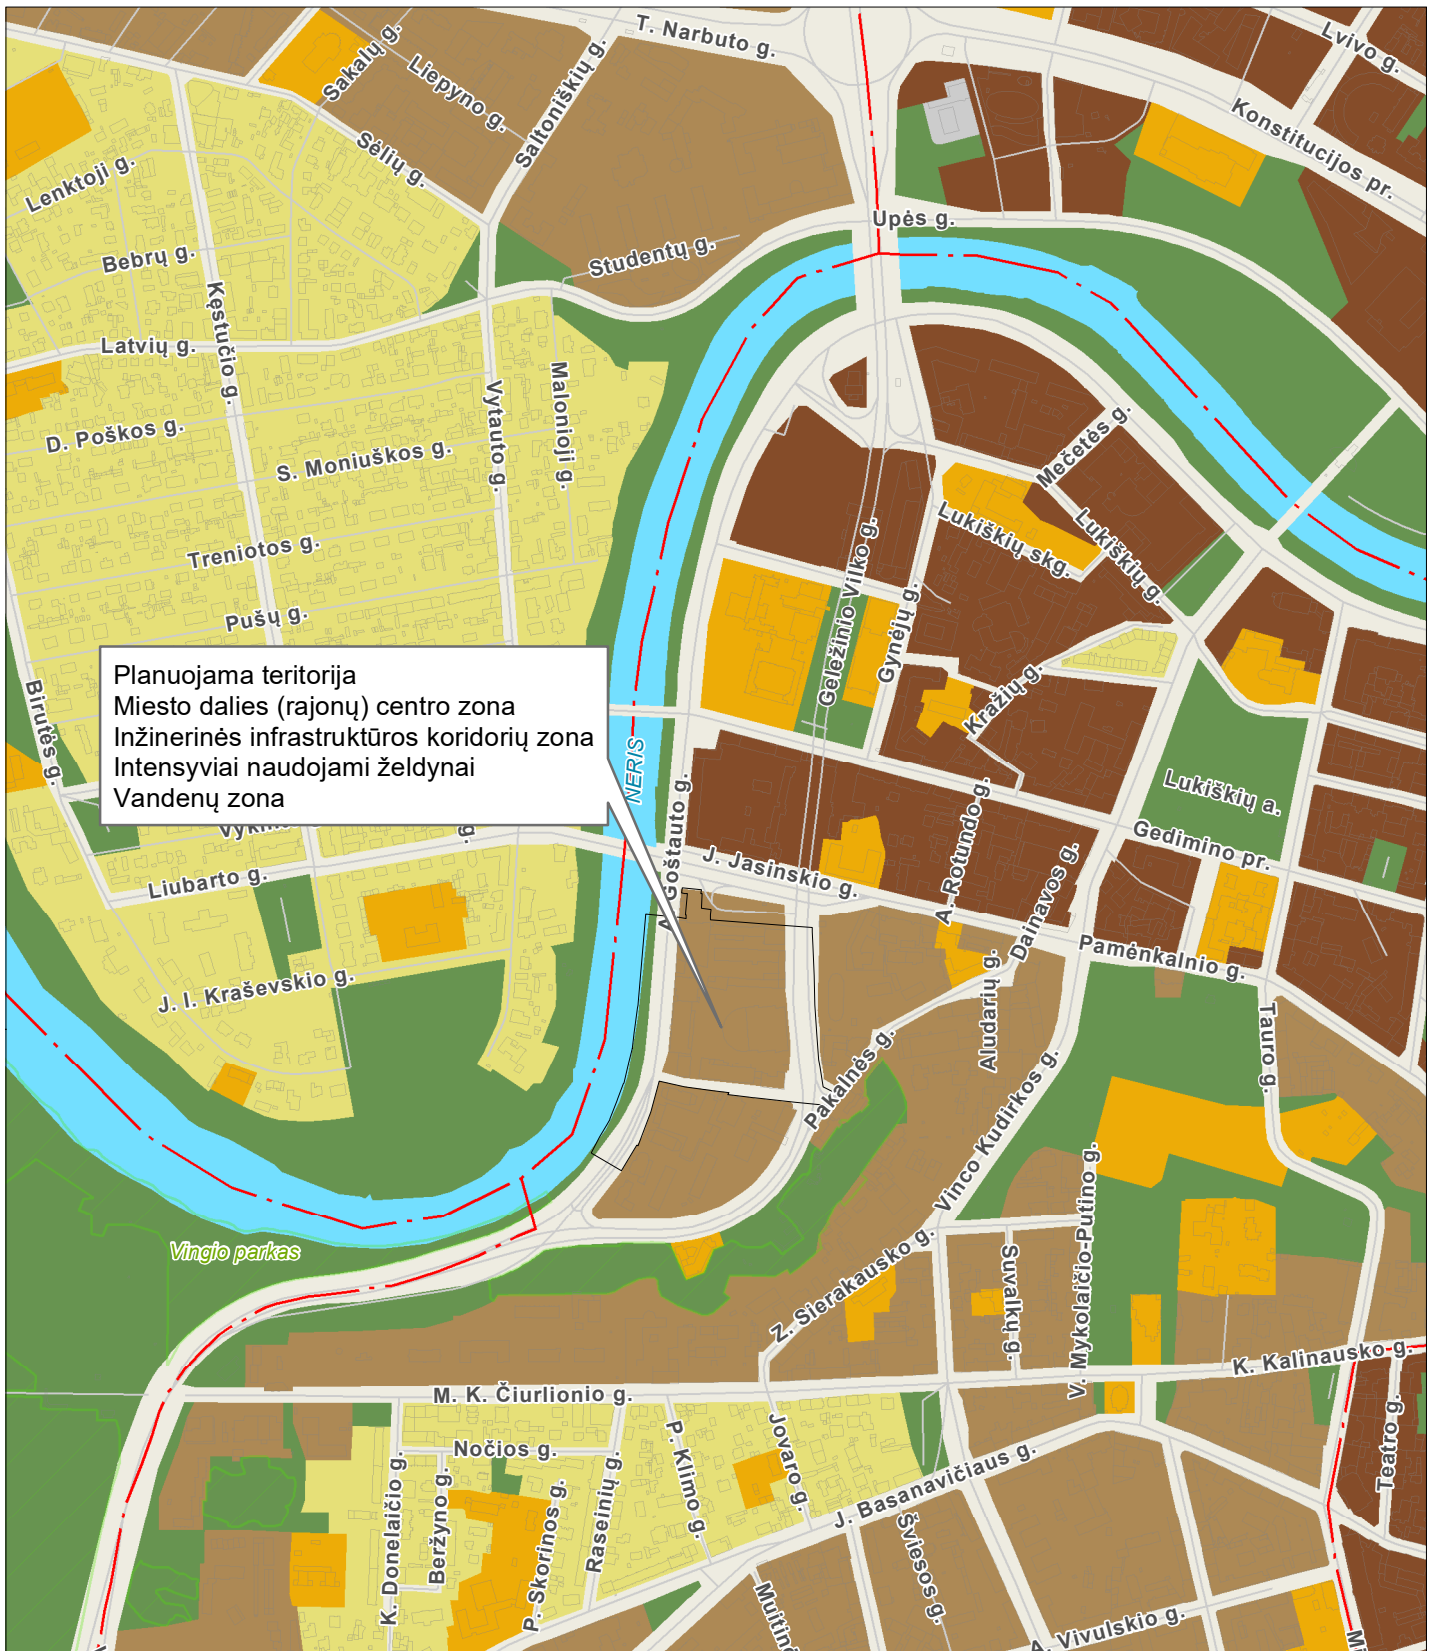 T. Narbuto g.
Lvivo g.
Sakalų g.
Liepyno g.
Saltoniškių g.
Konstitucijos pr.
Sėlių g.
Lenktoji g.
Upės g.
Studentų g.
Bebrų g.
Kęstučio g.
Latvių g.
Vytauto g.
Malonioji g.
D. Poškos g.
S. Moniuškos g.
Mečetės g.
Lukiškių skg.
Lukiškių g.
Treniotos g.
Geležinio Vilko g.
Gynėjų g.
Pušų g.
Kražių g.
Birutės g.
Planuojama teritorija
Miesto dalies (rajonų) centro zona
Inžinerinės infrastruktūros koridorių zona
Intensyviai naudojami želdynai
Vandenų zona
NERIS
Lukiškių a.
A. Goštauto g.
Gedimino pr.
A. Rotundo g.
J. Jasinskio g.
g.
Liubarto g.
Dainavos g.
Pamėnkalnio g.
J. I. Kraševskio g.
Aludarių g.
Tauro g.
Pakalnės g.
Vinco Kudirkos g.
V. Mykolaičio-Putino g.
Vingio parkas
Z. Sierakausko g.
Suvalkų g.
K. Kalinausko g.
M. K. Čiurlionio g.
Teatro g.
Nočios g.
P. Klimo g.
Jovaro g.
J. Basanavičiaus g.
K. Donelaičio g.
Beržyno g.
P. Skorinos g.
Raseinių g.
Šviesos g.
A. Vivulskio g.